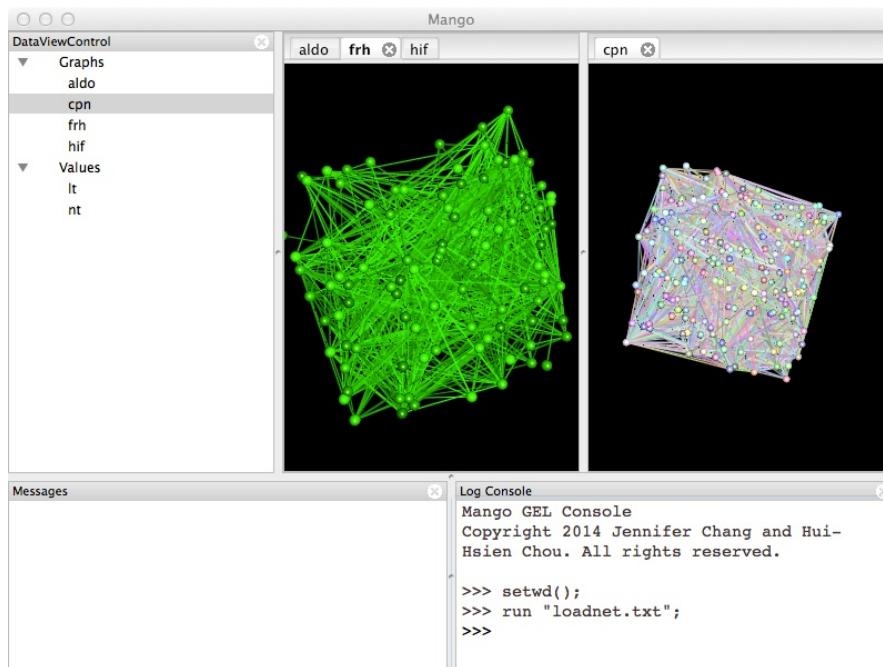 Mango
DataViewControl
Graphs
aldo
cpn
frh
hif
Values
lt
nt
aldo frh hif
cpn
Messages
Log Console
Mango GEL Console
Copyright 2014 Jennifer Chang and Hui-
Hsien Chou. All rights reserved.
>>> setwd();
>>> run "loadnet.txt";
>>>